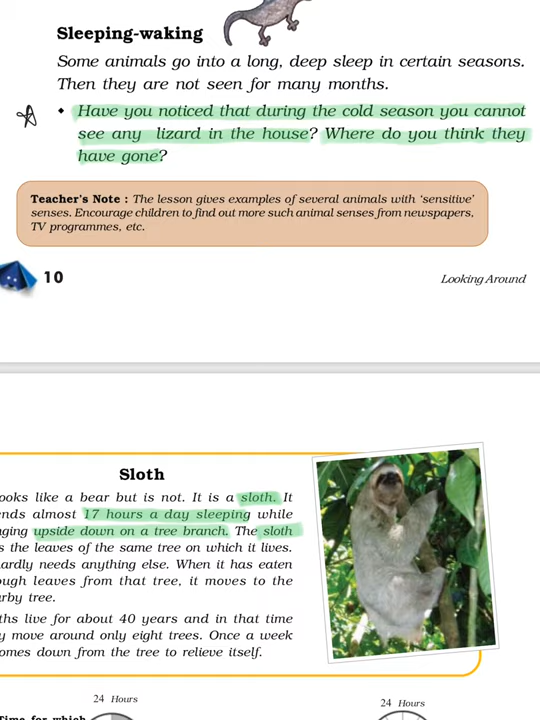 Sleeping-waking
Some animals go into a long, deep sleep in certain seasons.
Then they are not seen for many months.
◆ Have you noticed that during the cold season you cannot
see any lizard in the house? Where do you think they
have gone?
Teacher's Note : The lesson gives examples of several animals with ‘sensitive’
senses. Encourage children to find out more such animal senses from newspapers,
TV programmes, etc.
10
Looking Around
Sloth
ooks like a bear but is not. It is a sloth. It
ends almost 17 hours a day sleeping while
nging upside down on a tree branch. The sloth
s the leaves of the same tree on which it lives.
ardly needs anything else. When it has eaten
ough leaves from that tree, it moves to the
rby tree.
ths live for about 40 years and in that time
y move around only eight trees. Once a week
omes down from the tree to relieve itself.
24 Hours
24 Hours
Time for which